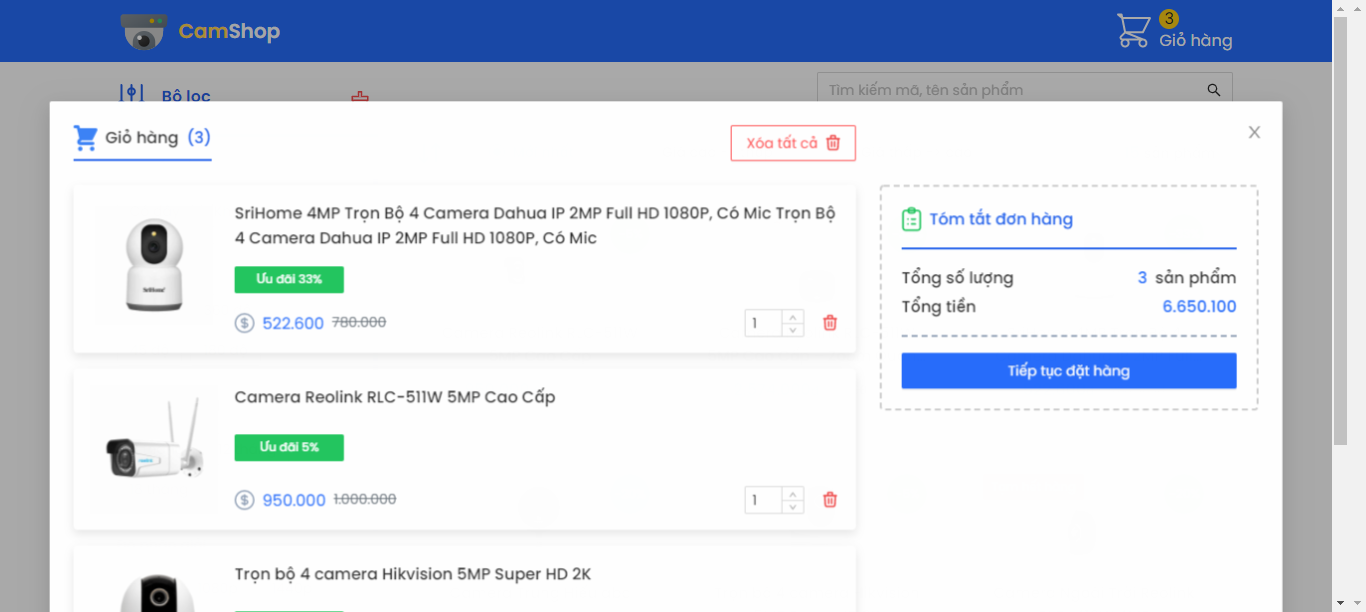 CamShop
3
Giỏ hàng
Bộ lọc
Tìm kiếm mã, tên sản phẩm
Giỏ hàng (3)
Xóa tất cả
SriHome 4MP Trọn Bộ 4 Camera Dahua IP 2MP Full HD 1080P, Có Mic Trọn Bộ
4 Camera Dahua IP 2MP Full HD 1080P, Có Mic
Ưu đãi 33%
522.600 780.000
1
Camera Reolink RLC-511W 5MP Cao Cấp
Ưu đãi 5%
950.000 1.000.000
1
Trọn bộ 4 camera Hikvision 5MP Super HD 2K
Tóm tắt đơn hàng
Tổng số lượng 3 sản phẩm
Tổng tiền 6.650.100
Tiếp tục đặt hàng